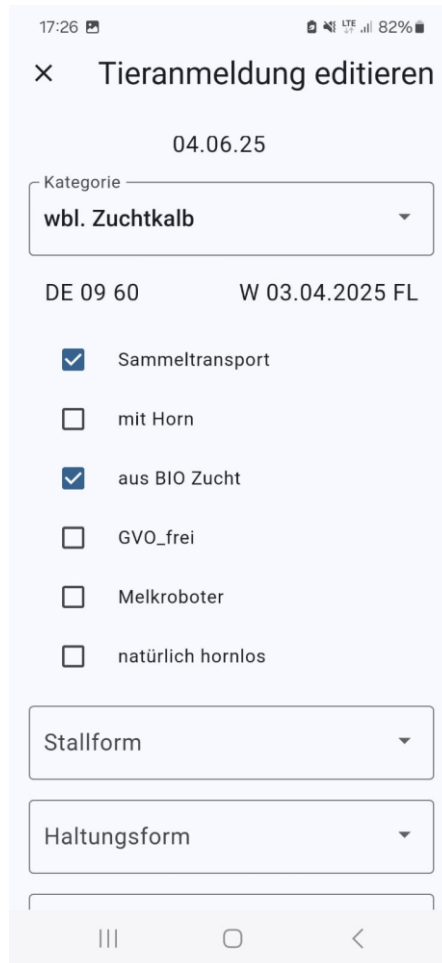 17:26 LTE 82%
Tieranmeldung editieren
04.06.25
Kategorie
wbl. Zuchtkalb
DE 09 60 W 03.04.2025 FL
Sammeltransport
mit Horn
aus BIO Zucht
GVO_frei
Melkroboter
natürlich hornlos
Stallform
Haltungsform